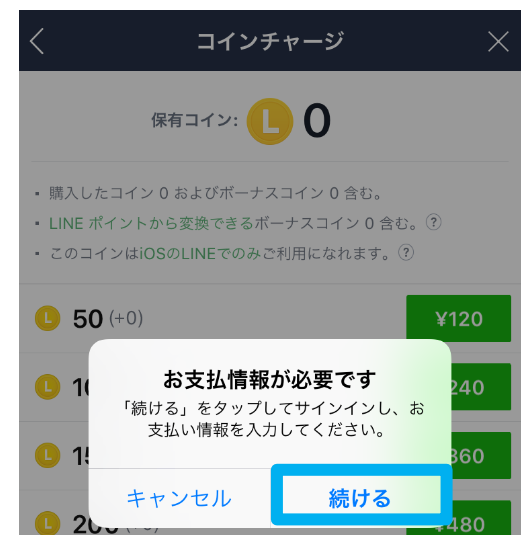 コインチャージ
保有コイン: L 0
・購入したコイン 0 およびボーナスコイン 0 含む。
・LINE ポイントから変換できるボーナスコイン 0 含む。?
・このコインはiOSのLINEでのみご利用になれます。?
L 50 (+0) ¥120
L 240
L 360
L 200 ¥480
お支払情報が必要です
「続ける」をタップしてサインインし、お
支払い情報を入力してください。
キャンセル 続ける